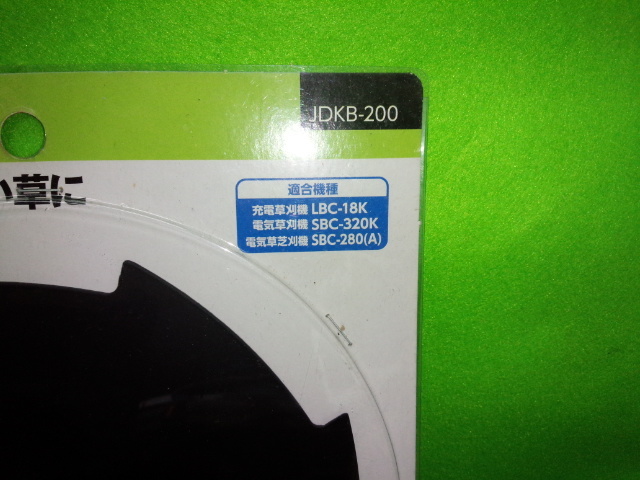 JDKB-200
草に
適合機種
充電草刈機 LBC-18K
電気草刈機 SBC-320K
電気草芝刈機 SBC-280(A)